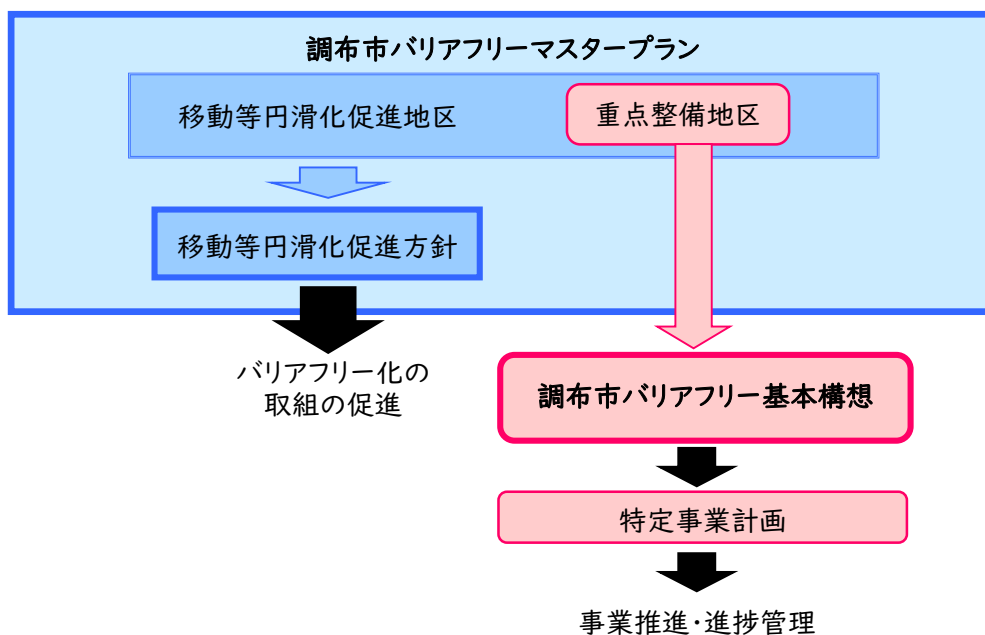 調布市バリアフリーマスタープラン
移動等円滑化促進地区
重点整備地区
移動等円滑化促進方針
バリアフリー化の
取組の促進
調布市バリアフリー基本構想
特定事業計画
事業推進・進捗管理